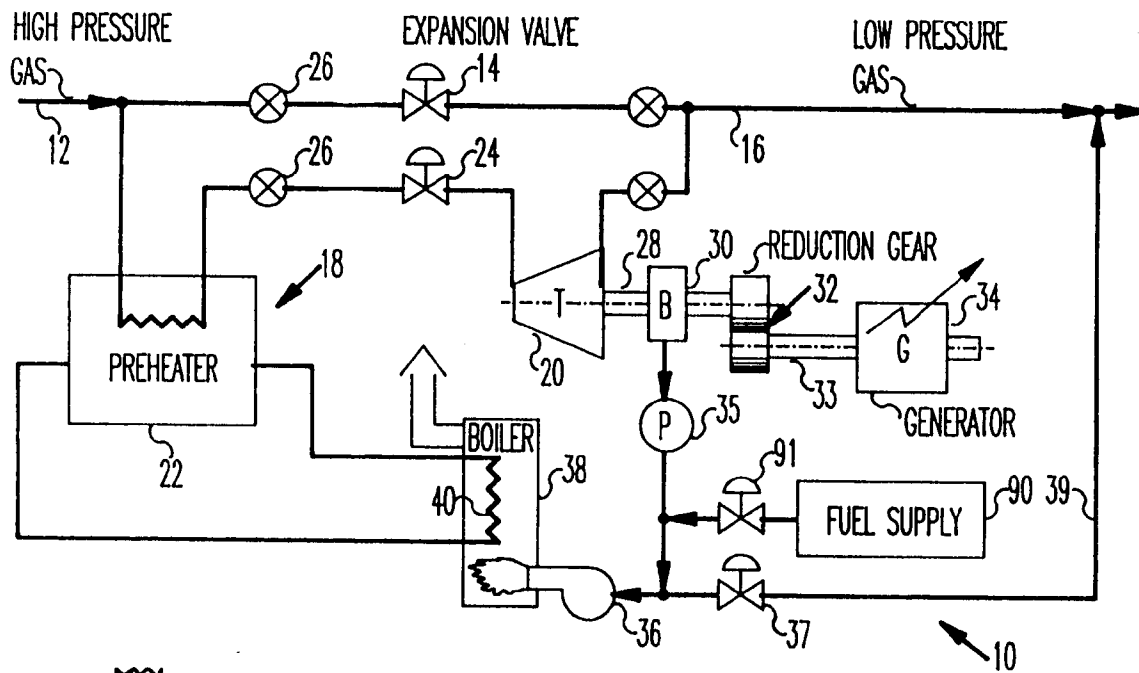 HIGH PRESSURE
GAS
12
26
EXPANSION VALVE
14
LOW PRESSURE
GAS
16
26
24
18
PREHEATER
22
T
20
28
B
30
REDUCTION GEAR
32
33
G
34
GENERATOR
P
35
BOILER
38
40
36
91
FUEL SUPPLY
90
39
37
10